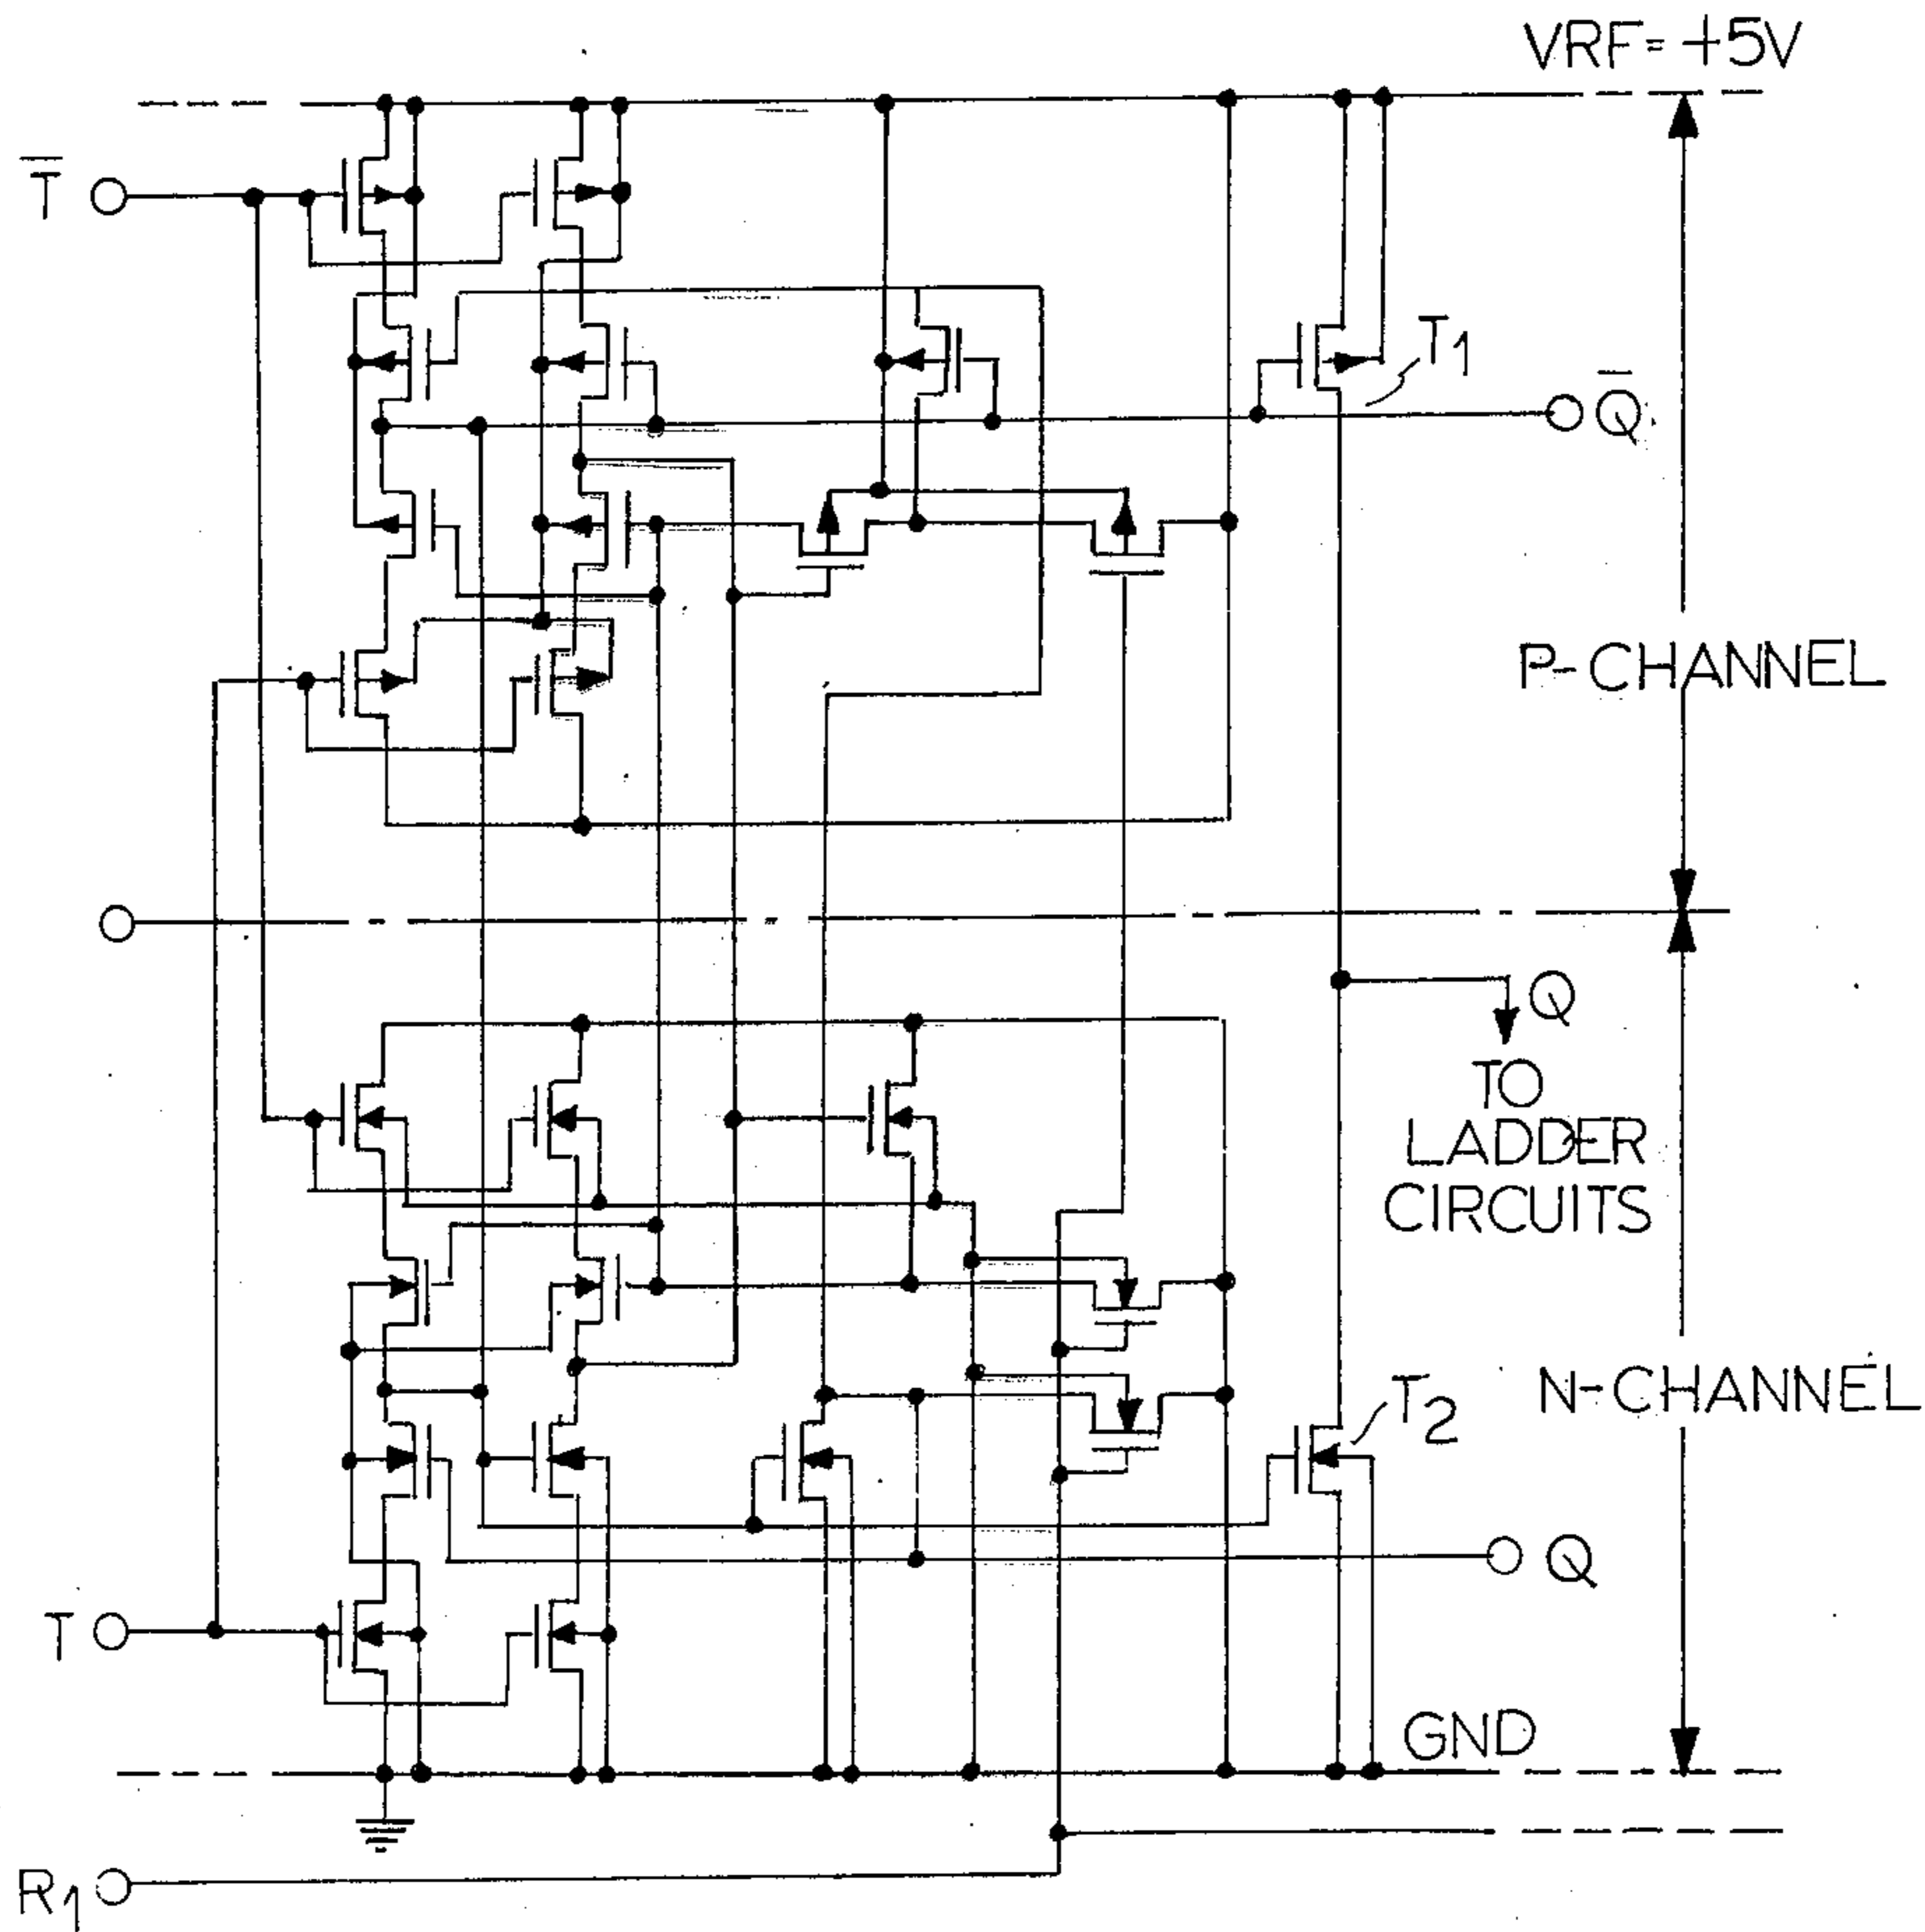 VRF=+5V
T̅
T1
Q̅
P-CHANNEL
Q
TO
LADDER
CIRCUITS
N-CHANNEL
T2
Q
T
GND
R1